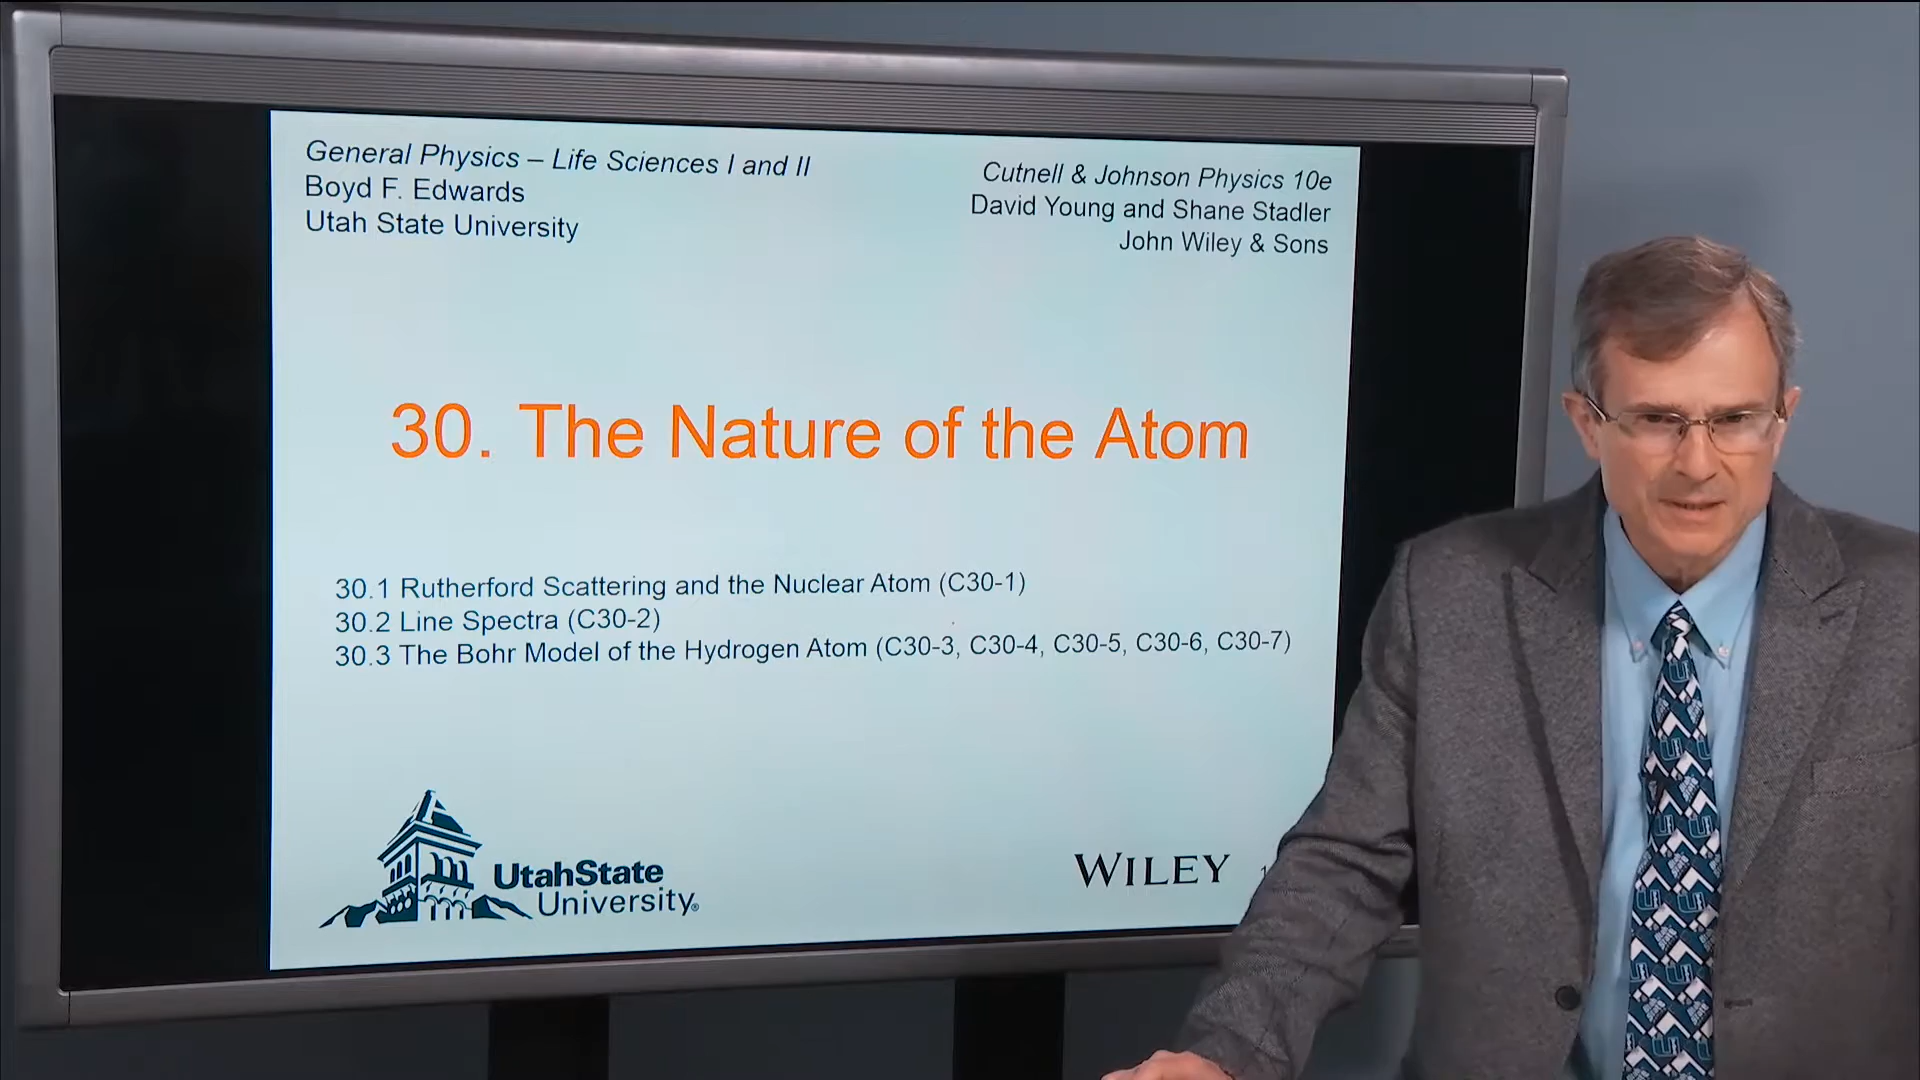 General Physics – Life Sciences I and II
Boyd F. Edwards
Utah State University
Cutnell & Johnson Physics 10e
David Young and Shane Stadler
John Wiley & Sons
30. The Nature of the Atom
30.1 Rutherford Scattering and the Nuclear Atom (C30-1)
30.2 Line Spectra (C30-2)
30.3 The Bohr Model of the Hydrogen Atom (C30-3, C30-4, C30-5, C30-6, C30-7)
UtahState
University®
WILEY